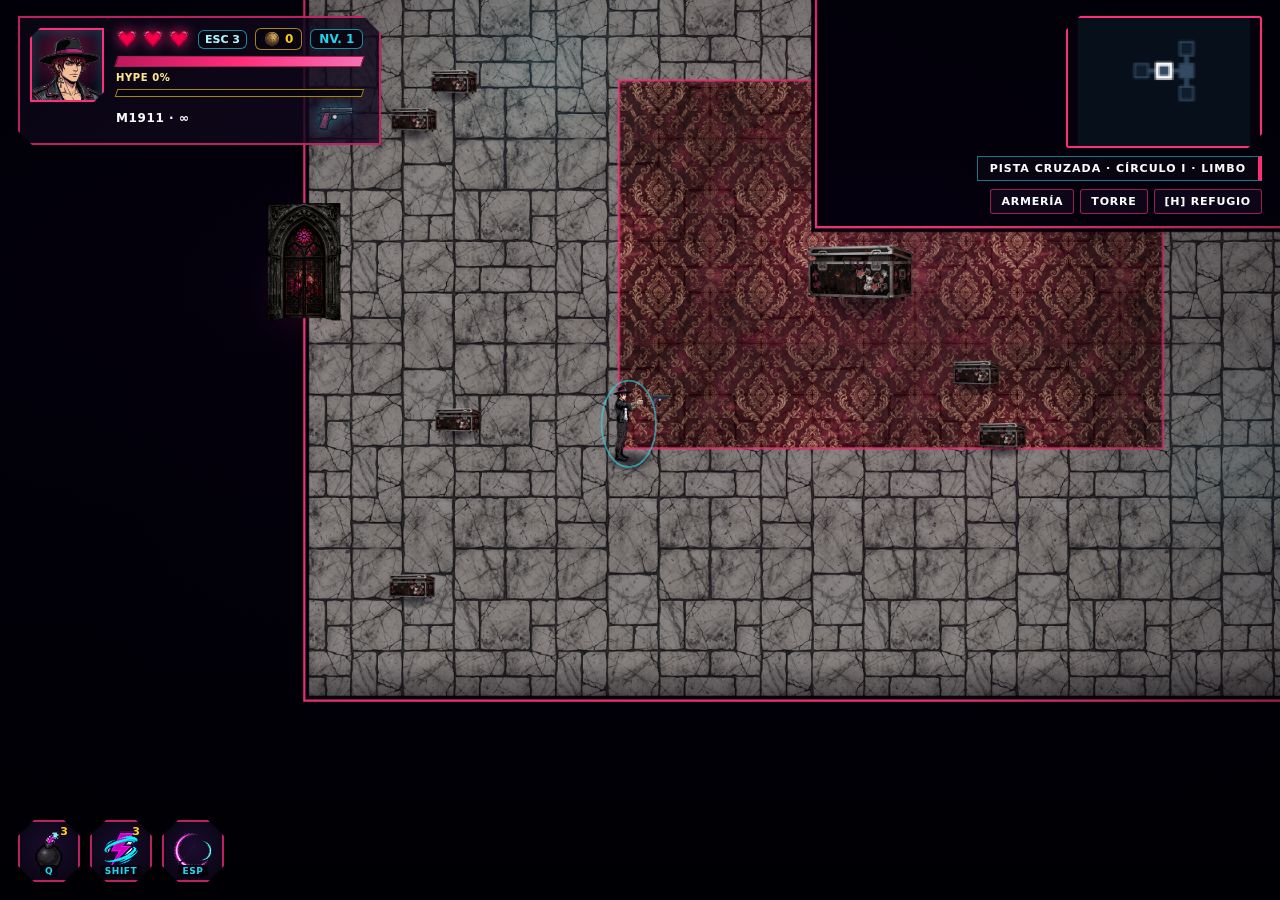 ESC 3 0 NV. 1
HYPE 0%
M1911 · ∞
PISTA CRUZADA · CÍRCULO I · LIMBO
ARMERÍA TORRE [H] REFUGIO
3 3
Q SHIFT ESP